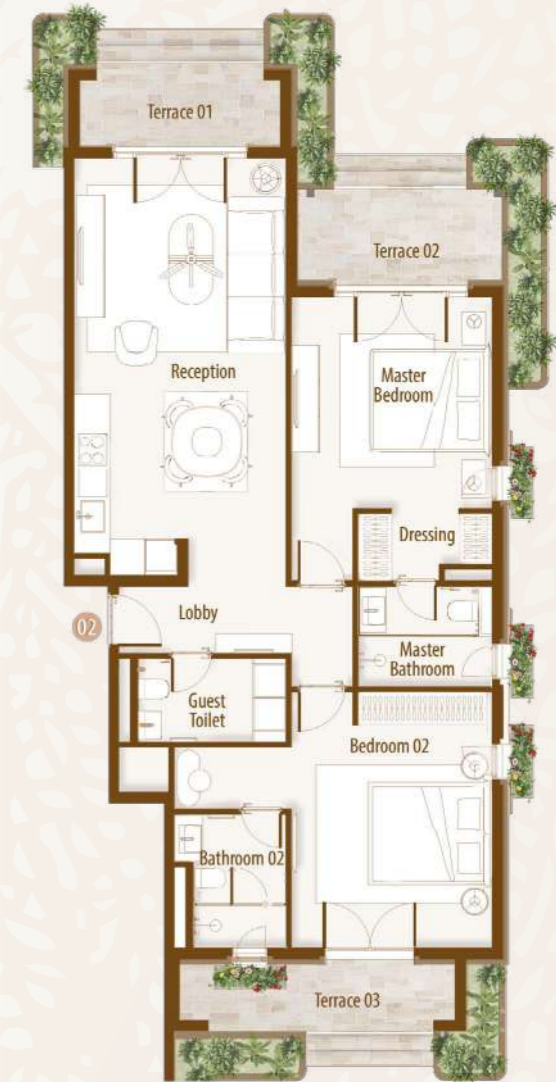 Terrace 01
Terrace 02
Reception
Master
Bedroom
Dressing
Lobby
02
Master
Bathroom
Guest
Toilet
Bedroom 02
Bathroom 02
Terrace 03